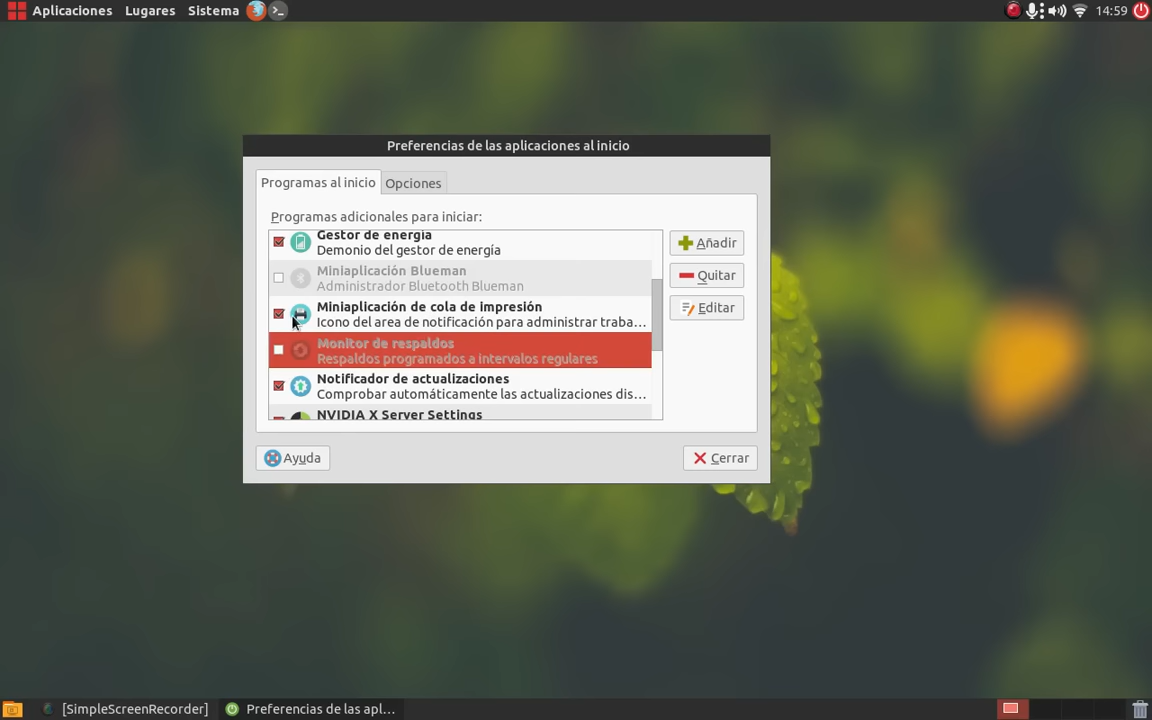 Aplicaciones Lugares Sistema 14:59
Preferencias de las aplicaciones al inicio
Programas al inicio Opciones
Programas adicionales para iniciar:
Gestor de energía
Demonio del gestor de energía
Miniaplicación Blueman
Administrador Bluetooth Blueman
Miniaplicación de cola de impresión
Icono del area de notificación para administrar traba...
Monitor de respaldos
Respaldos programados a intervalos regulares
Notificador de actualizaciones
Comprobar automáticamente las actualizaciones dis...
NVIDIA X Server Settings
Añadir
Quitar
Editar
Ayuda Cerrar
[SimpleScreenRecorder] Preferencias de las apl...